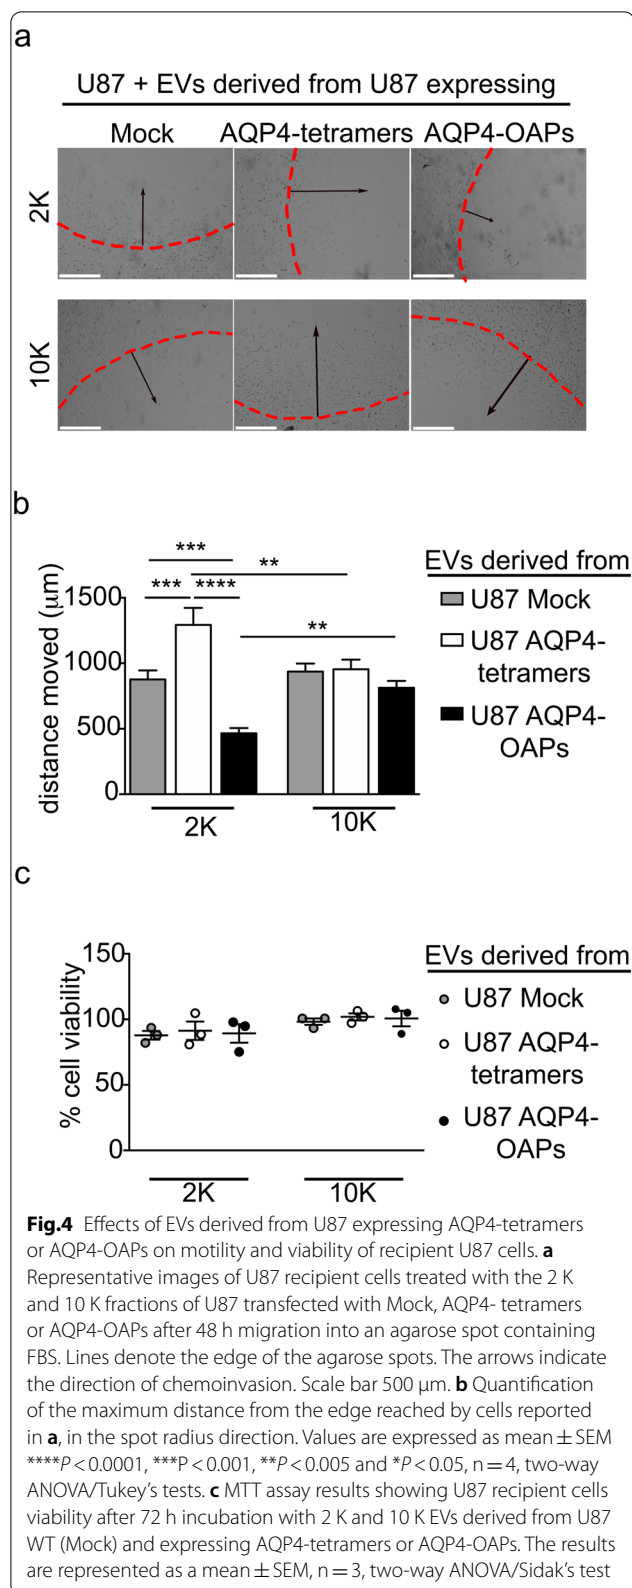 a
U87 + EVs derived from U87 expressing
Mock AQP4-tetramers AQP4-OAPs
2K
10K
b
*** 
*** ****
**
**
distance moved (µm)
1500
1000
500
0
2K 10K
EVs derived from
U87 Mock
U87 AQP4-
tetramers
U87 AQP4-
OAPs
c
% cell viability
150
100
50
0
2K 10K
EVs derived from
U87 Mock
U87 AQP4-
tetramers
U87 AQP4-
OAPs
Fig.4 Effects of EVs derived from U87 expressing AQP4-tetramers
or AQP4-OAPs on motility and viability of recipient U87 cells. a
Representative images of U87 recipient cells treated with the 2 K
and 10 K fractions of U87 transfected with Mock, AQP4- tetramers
or AQP4-OAPs after 48 h migration into an agarose spot containing
FBS. Lines denote the edge of the agarose spots. The arrows indicate
the direction of chemoinvasion. Scale bar 500 µm. b Quantification
of the maximum distance from the edge reached by cells reported
in a, in the spot radius direction. Values are expressed as mean ± SEM
****P < 0.0001, ***P < 0.001, **P < 0.005 and *P < 0.05, n = 4, two-way
ANOVA/Tukey's tests. c MTT assay results showing U87 recipient cells
viability after 72 h incubation with 2 K and 10 K EVs derived from U87
WT (Mock) and expressing AQP4-tetramers or AQP4-OAPs. The results
are represented as a mean ± SEM, n = 3, two-way ANOVA/Sidak's test